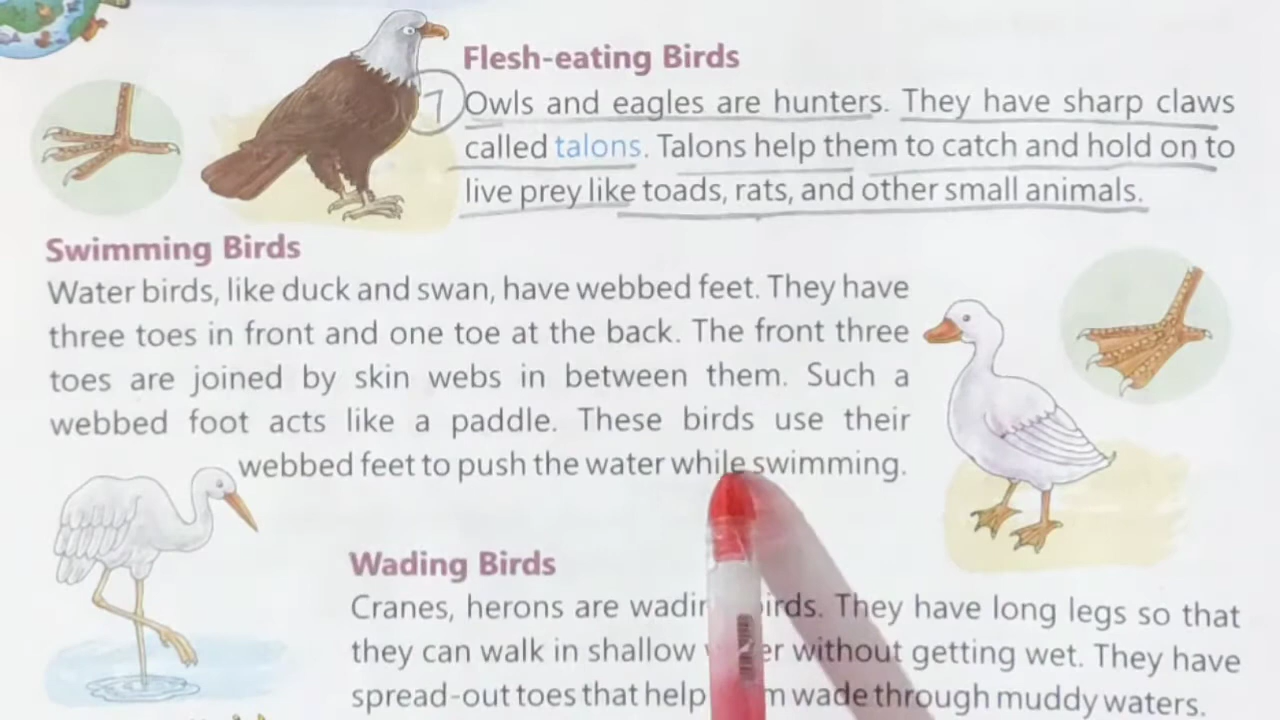 Flesh-eating Birds
7 Owls and eagles are hunters. They have sharp claws
called talons. Talons help them to catch and hold on to
live prey like toads, rats, and other small animals.
Swimming Birds
Water birds, like duck and swan, have webbed feet. They have
three toes in front and one toe at the back. The front three
toes are joined by skin webs in between them. Such a
webbed foot acts like a paddle. These birds use their
webbed feet to push the water while swimming.
Wading Birds
Cranes, herons are They have long legs so that
they can walk in shallow without getting wet. They have
spread-out toes that help wade through muddy waters.